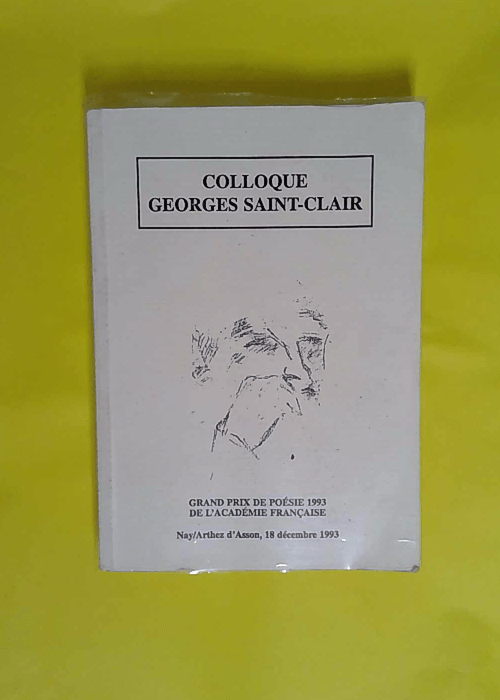 COLLOQUE
GEORGES SAINT-CLAIR
GRAND PRIX DE POÉSIE 1993
DE L'ACADÉMIE FRANÇAISE
Nay/Arthez d'Asson, 18 décembre 1993